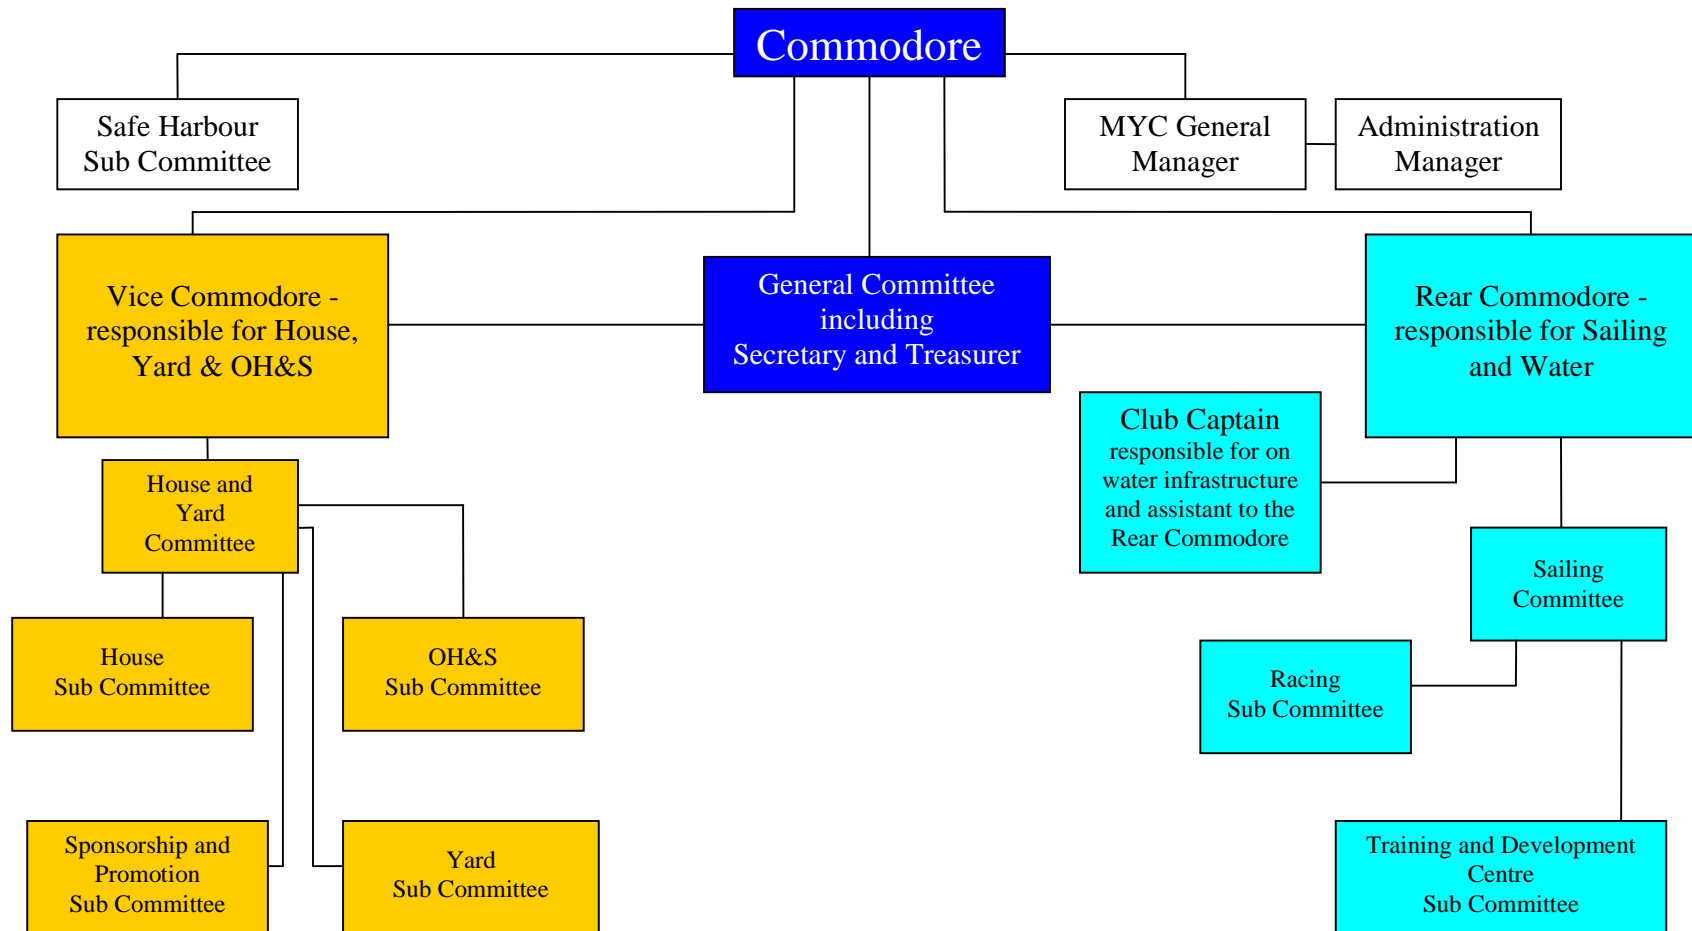 Commodore
Safe Harbour
Sub Committee
MYC General
Manager
Administration
Manager
Vice Commodore -
responsible for House,
Yard & OH&S
General Committee
including
Secretary and Treasurer
Rear Commodore -
responsible for Sailing
and Water
Club Captain
responsible for on
water infrastructure
and assistant to the
Rear Commodore
House and
Yard
Committee
Sailing
Committee
House
Sub Committee
OH&S
Sub Committee
Racing
Sub Committee
Sponsorship and
Promotion
Sub Committee
Yard
Sub Committee
Training and Development
Centre
Sub Committee